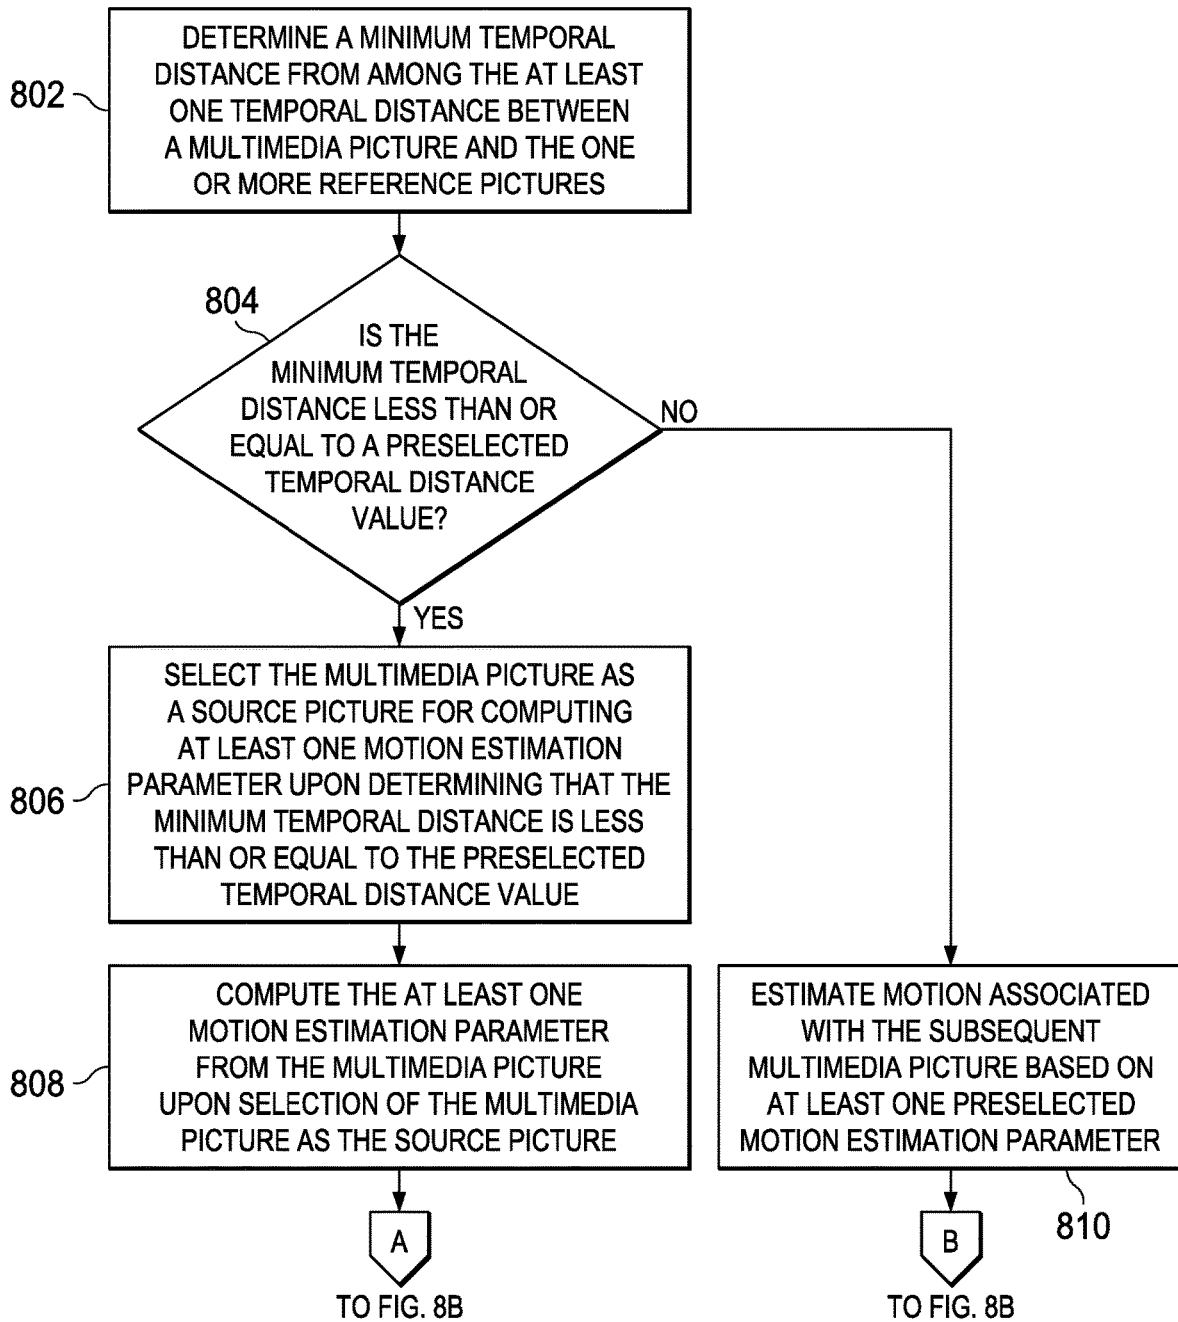 DETERMINE A MINIMUM TEMPORAL
DISTANCE FROM AMONG THE AT LEAST
ONE TEMPORAL DISTANCE BETWEEN
A MULTIMEDIA PICTURE AND THE ONE
OR MORE REFERENCE PICTURES
802
804
IS THE
MINIMUM TEMPORAL
DISTANCE LESS THAN OR
EQUAL TO A PRESELECTED
TEMPORAL DISTANCE
VALUE?
NO
YES
SELECT THE MULTIMEDIA PICTURE AS
A SOURCE PICTURE FOR COMPUTING
AT LEAST ONE MOTION ESTIMATION
PARAMETER UPON DETERMINING THAT THE
MINIMUM TEMPORAL DISTANCE IS LESS
THAN OR EQUAL TO THE PRESELECTED
TEMPORAL DISTANCE VALUE
806
COMPUTE THE AT LEAST ONE
MOTION ESTIMATION PARAMETER
FROM THE MULTIMEDIA PICTURE
UPON SELECTION OF THE MULTIMEDIA
PICTURE AS THE SOURCE PICTURE
808
ESTIMATE MOTION ASSOCIATED
WITH THE SUBSEQUENT
MULTIMEDIA PICTURE BASED ON
AT LEAST ONE PRESELECTED
MOTION ESTIMATION PARAMETER
810
A
TO FIG. 8B
B
TO FIG. 8B